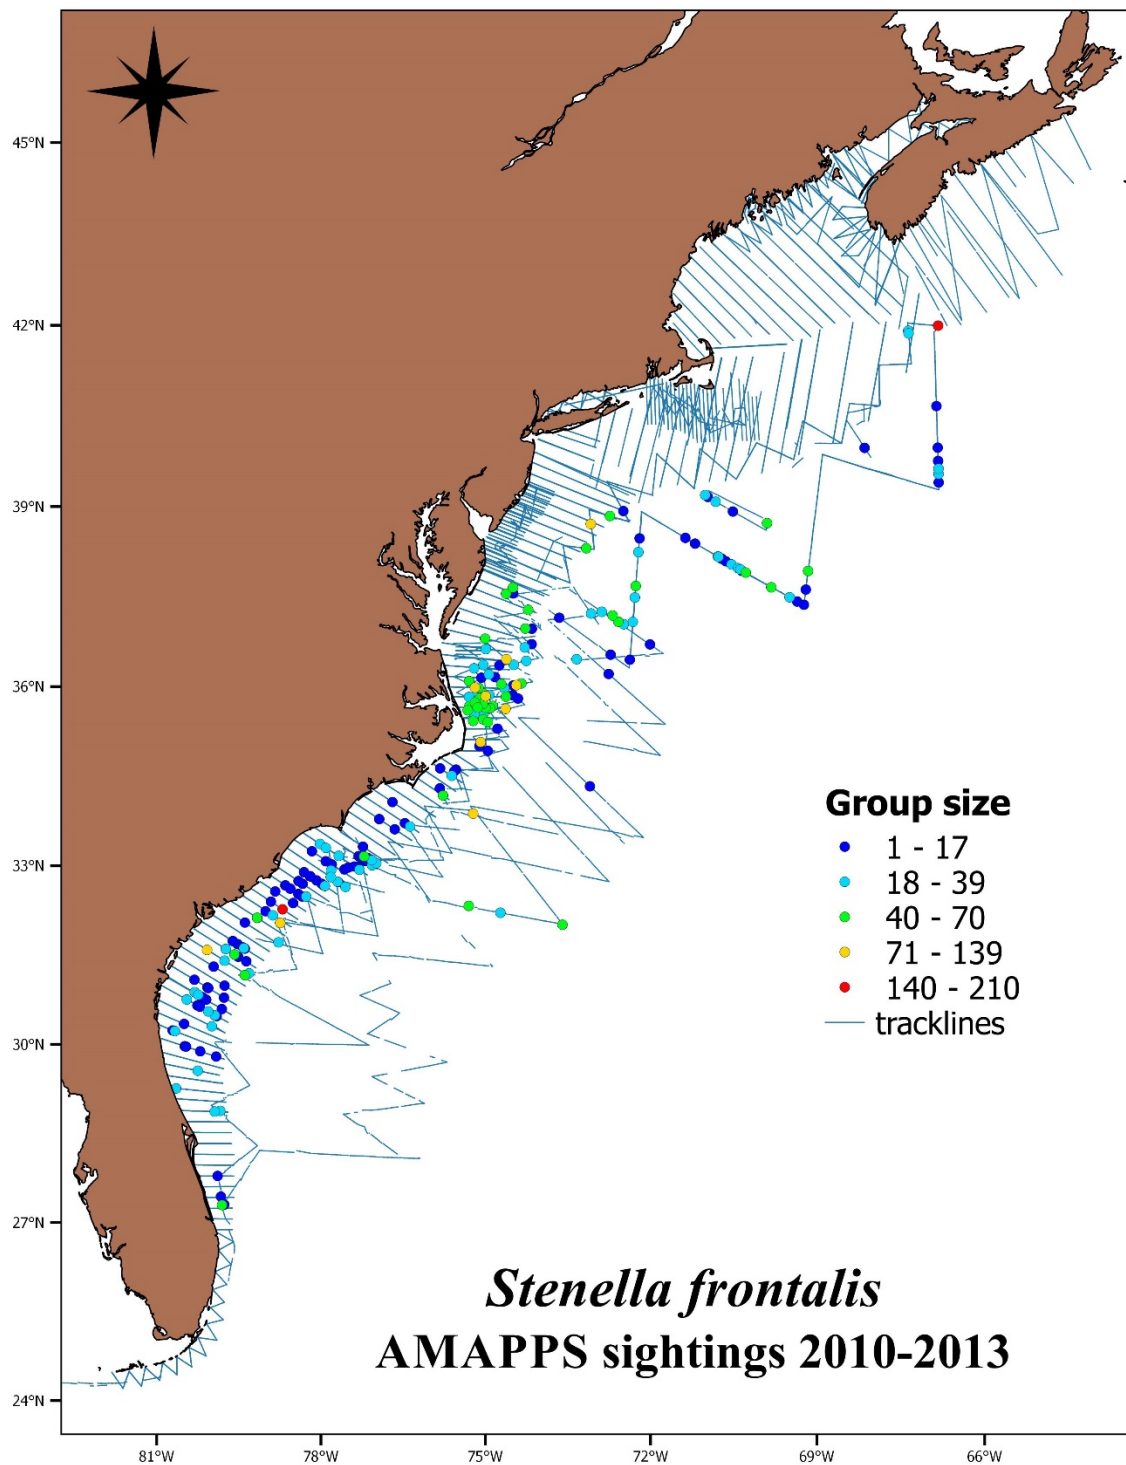 45°N
42°N
39°N
36°N
33°N
30°N
27°N
24°N
Group size
1 - 17
18 - 39
40 - 70
71 - 139
140 - 210
tracklines
Stenella frontalis
AMAPPS sightings 2010-2013
81°W 78°W 75°W 72°W 69°W 66°W